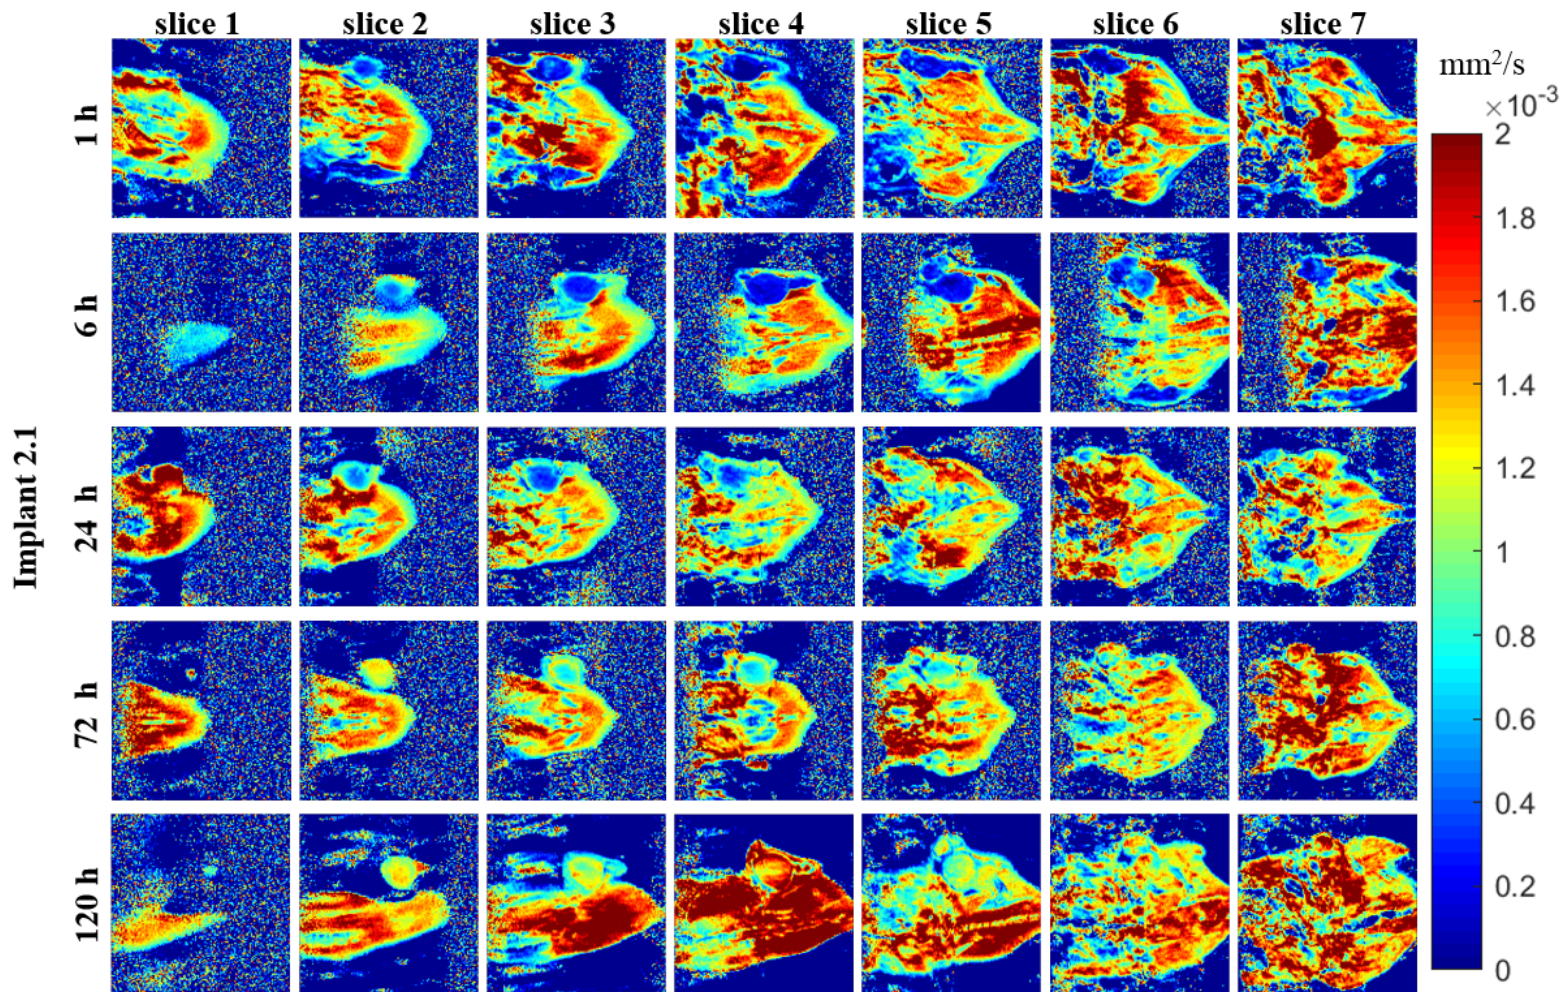 slice 1 slice 2 slice 3 slice 4 slice 5 slice 6 slice 7
mm²/s
×10⁻³
1 h
6 h
24 h
72 h
120 h
Implant 2.1
2
1.8
1.6
1.4
1.2
1
0.8
0.6
0.4
0.2
0